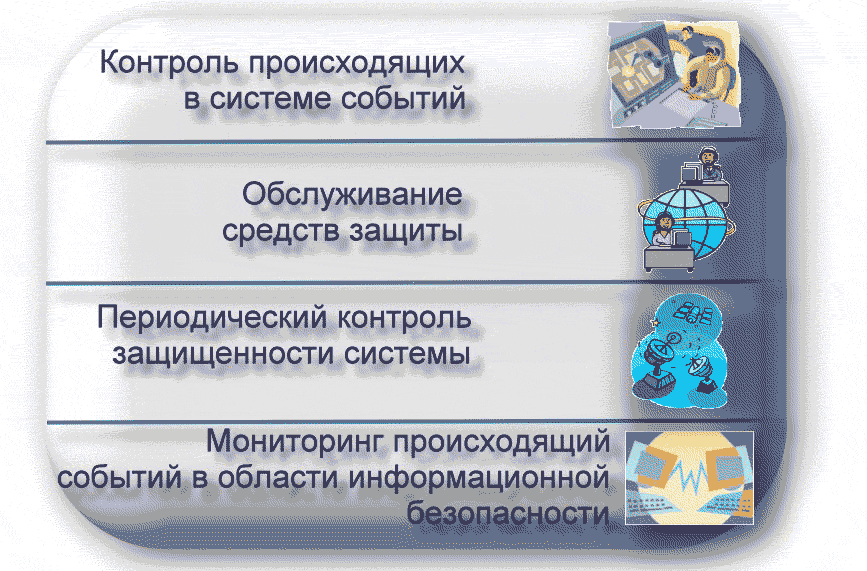 Контроль происходящих
в системе событий
Обслуживание
средств защиты
Периодический контроль
защищенности системы
Мониторинг происходящий
событий в области информационной
безопасности